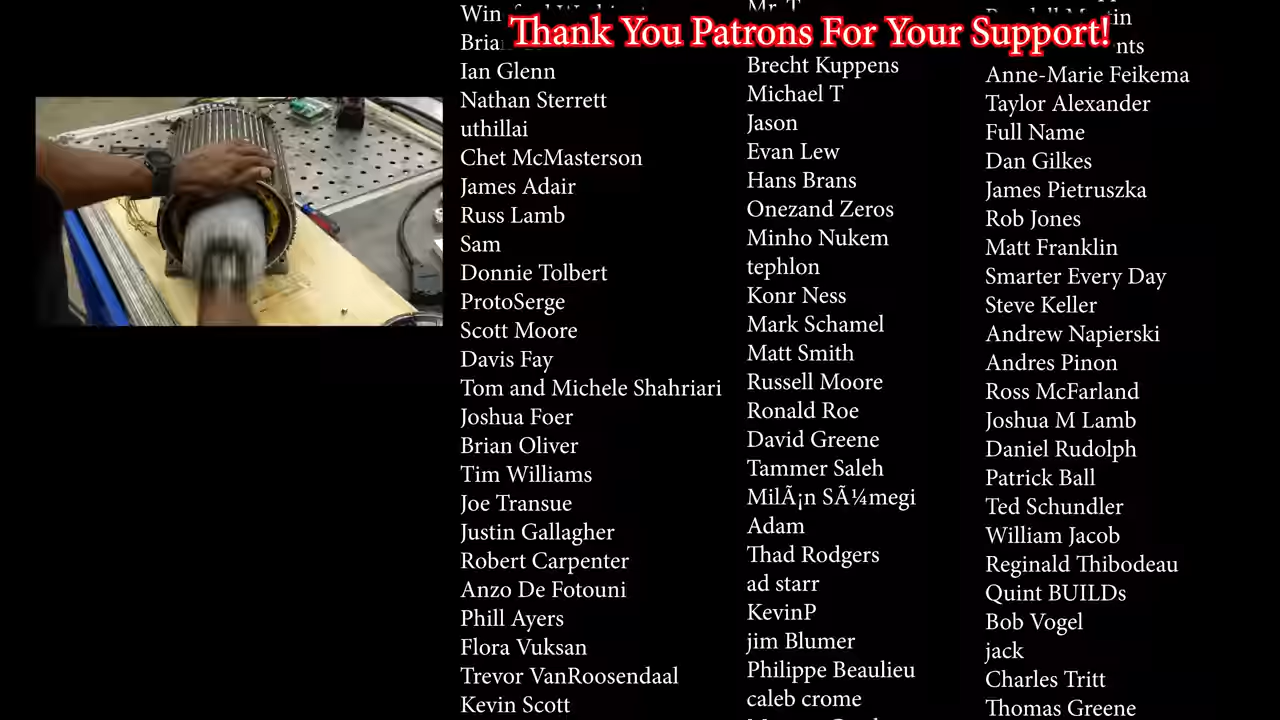 Thank You Patrons For Your Support!
Win
Bria
Ian Glenn
Nathan Sterrett
uthillai
Chet McMasterson
James Adair
Russ Lamb
Sam
Donnie Tolbert
ProtoSerge
Scott Moore
Davis Fay
Tom and Michele Shahriari
Joshua Foer
Brian Oliver
Tim Williams
Joe Transue
Justin Gallagher
Robert Carpenter
Anzo De Fotouni
Phill Ayers
Flora Vuksan
Trevor VanRoosendaal
Kevin Scott
Mr. T
Brecht Kuppens
Michael T
Jason
Evan Lew
Hans Brans
Onezand Zeros
Minho Nukem
tephlon
Konr Ness
Mark Schamel
Matt Smith
Russell Moore
Ronald Roe
David Greene
Tammer Saleh
MilÃ¡n SÃ¼megi
Adam
Thad Rodgers
ad starr
KevinP
jim Blumer
Philippe Beaulieu
caleb crome
nts
Anne-Marie Feikema
Taylor Alexander
Full Name
Dan Gilkes
James Pietruszka
Rob Jones
Matt Franklin
Smarter Every Day
Steve Keller
Andrew Napierski
Andres Pinon
Ross McFarland
Joshua M Lamb
Daniel Rudolph
Patrick Ball
Ted Schundler
William Jacob
Reginald Thibodeau
Quint BUILDs
Bob Vogel
jack
Charles Tritt
Thomas Greene